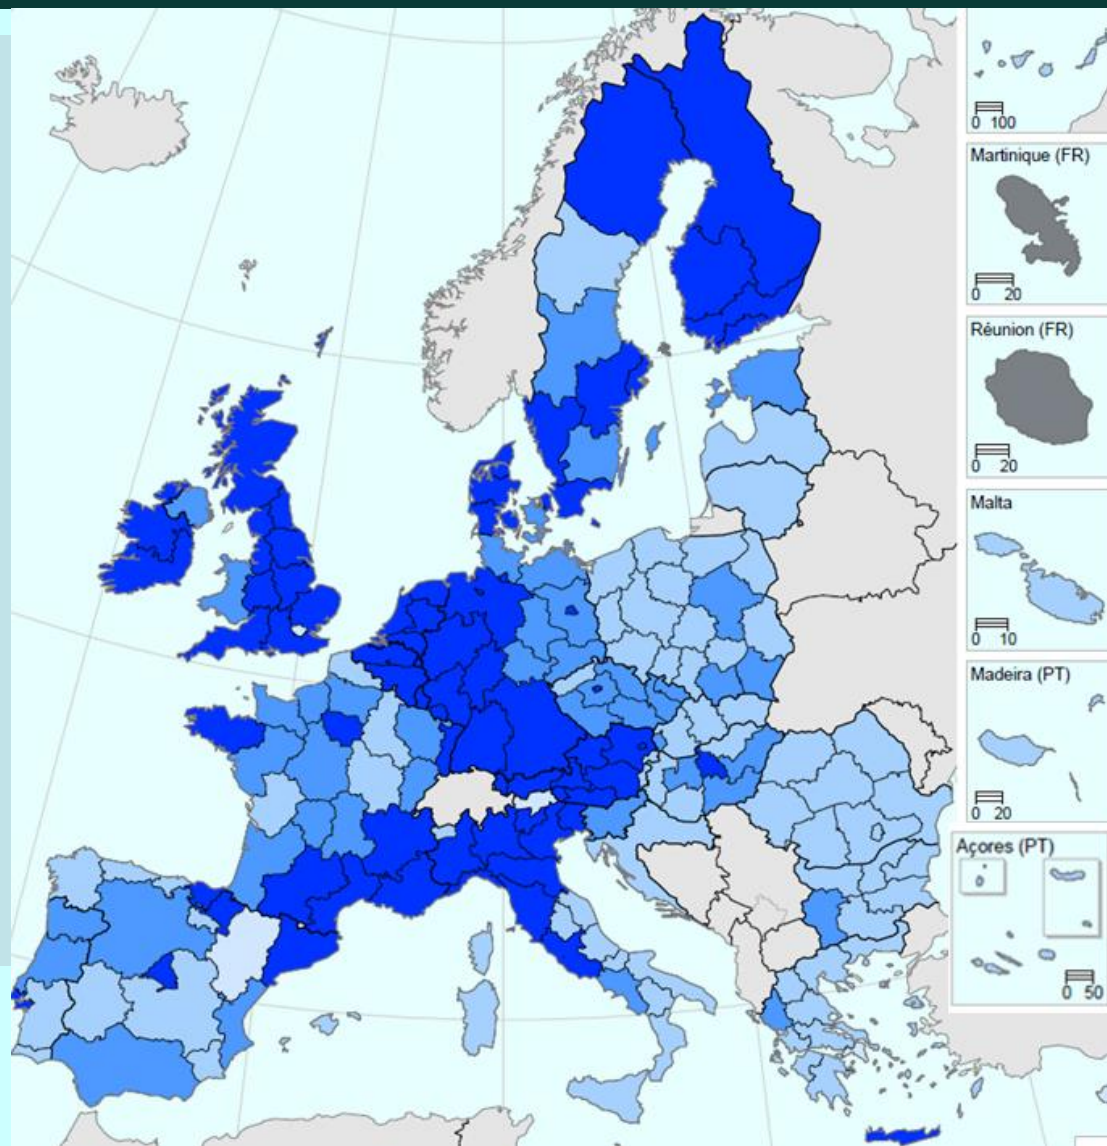 0 100
Martinique (FR)
0 20
Réunion (FR)
0 20
Malta
0 10
Madeira (PT)
0 20
Açores (PT)
0 50